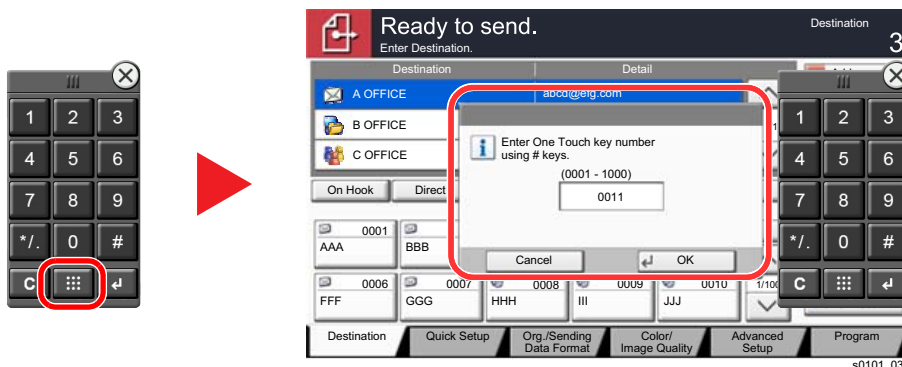 1 2 3
4 5 6
7 8 9
*/. 0 #
C
Ready to send.
Enter Destination.
Destination
3
Destination Detail
A OFFICE abcd@efg.com
B OFFICE
C OFFICE
On Hook Direct
Enter One Touch key number
using # keys.
(0001 - 1000)
0011
Cancel OK
0001
AAA BBB
0006 0007 0008 0009 0010 1/100
FFF GGG HHH III JJJ
1 2 3
4 5 6
7 8 9
*/. 0 #
C
Destination Quick Setup Org./Sending
Data Format Color/
Image Quality Advanced
Setup Program
s0101_03